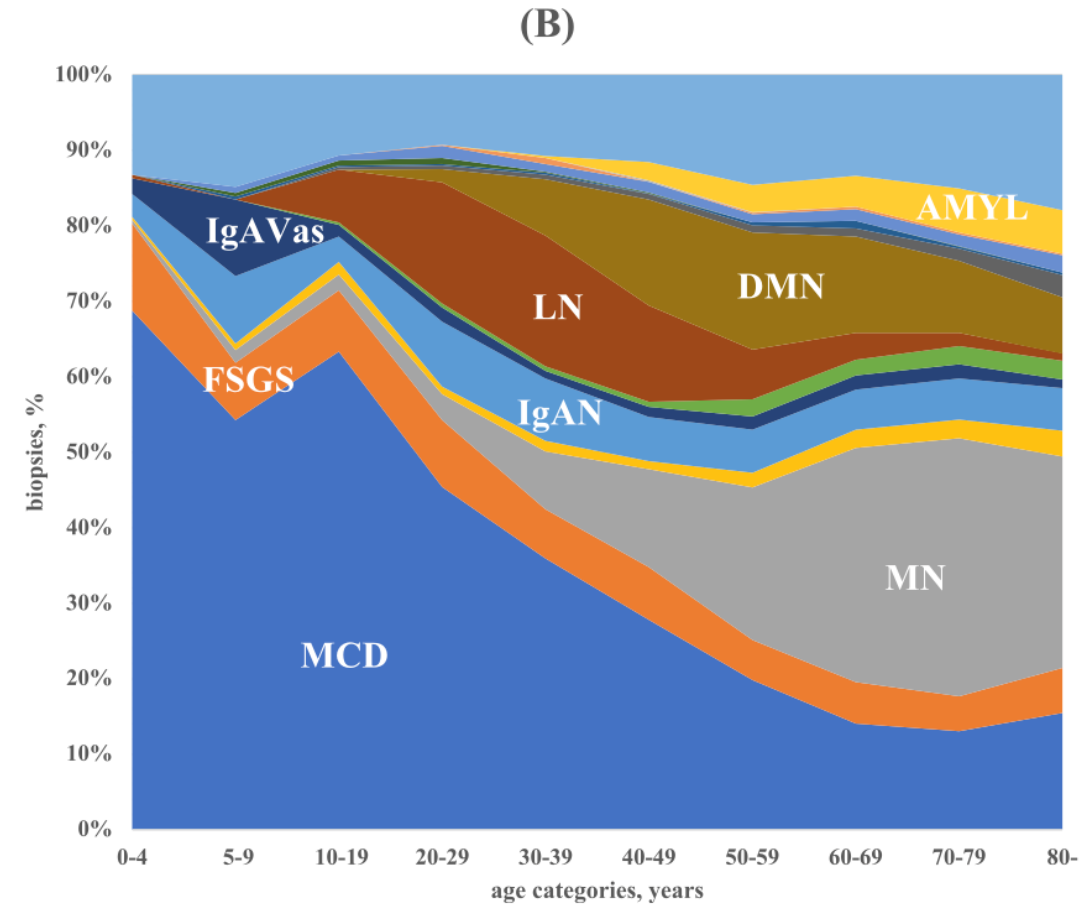 (B)
100%
90%
80%
70%
60%
50%
40%
30%
20%
10%
0%
biopsies, %
AMYL
IgAVas
DMN
LN
FSGS
IgAN
MN
MCD
0-4 5-9 10-19 20-29 30-39 40-49 50-59 60-69 70-79 80-
age categories, years